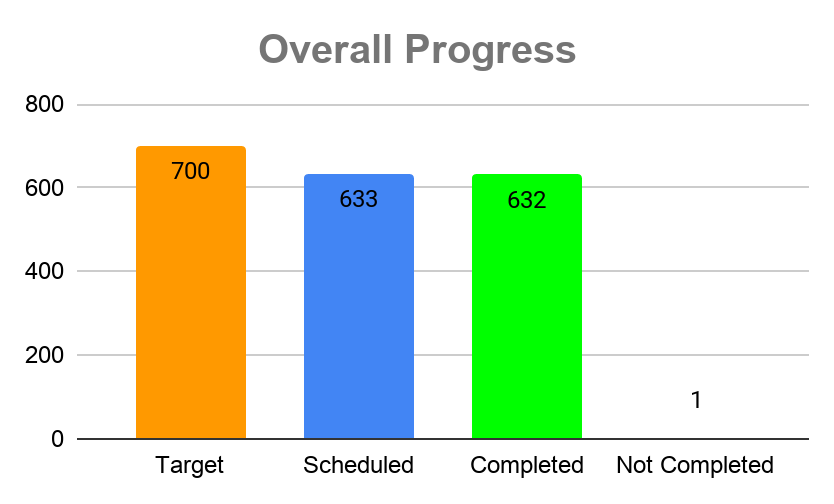 Overall Progress
800
600
400
200
0
700
633
632
1
Target
Scheduled
Completed
Not Completed